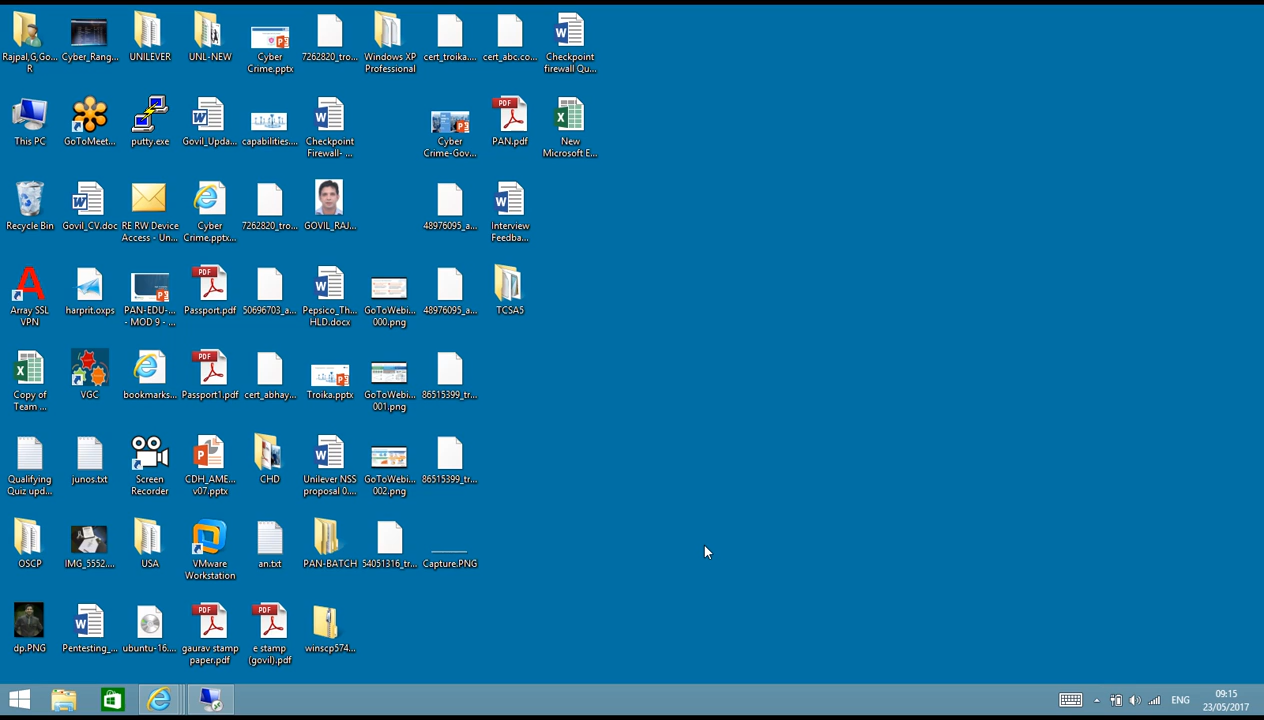 Rajpal,G,Go...
R
Cyber_Rang...
UNILEVER
UNL-NEW
Cyber
Crime.pptx
7262820_tro...
Windows XP
Professional
cert_troika....
cert_abc.co...
Checkpoint
firewall Qu...
This PC
GoToMeet...
putty.exe
Govil_Upda...
capabilities....
Checkpoint
Firewall- ...
Cyber
Crime-Gov...
PAN.pdf
New
Microsoft E...
Recycle Bin
Govil_CV.doc
RE RW Device
Access - Un...
Cyber
Crime.pptx...
7262820_tro...
GOVIL_RAJ...
48976095_a...
Interview
Feedba...
Array SSL
VPN
harprit.oxps
PAN-EDU-...
- MOD 9 - ...
Passport.pdf
50696703_a...
Pepsico_Th...
HLD.docx
GoToWebi...
000.png
48976095_a...
TCSA5
Copy of
Team ...
VGC
bookmarks...
Passport1.pdf
cert_abhay...
Troika.pptx
GoToWebi...
001.png
86515399_tr...
Qualifying
Quiz upd...
junos.txt
Screen
Recorder
CDH_AME...
v07.pptx
CHD
Unilever NSS
proposal 0....
GoToWebi...
002.png
86515399_tr...
OSCP
IMG_5552....
USA
VMware
Workstation
an.txt
PAN-BATCH
54051316_tr...
Capture.PNG
dp.PNG
Pentesting_...
ubuntu-16....
gaurav stamp
paper.pdf
e stamp
(govil).pdf
winscp574...
ENG
09:15
23/05/2017